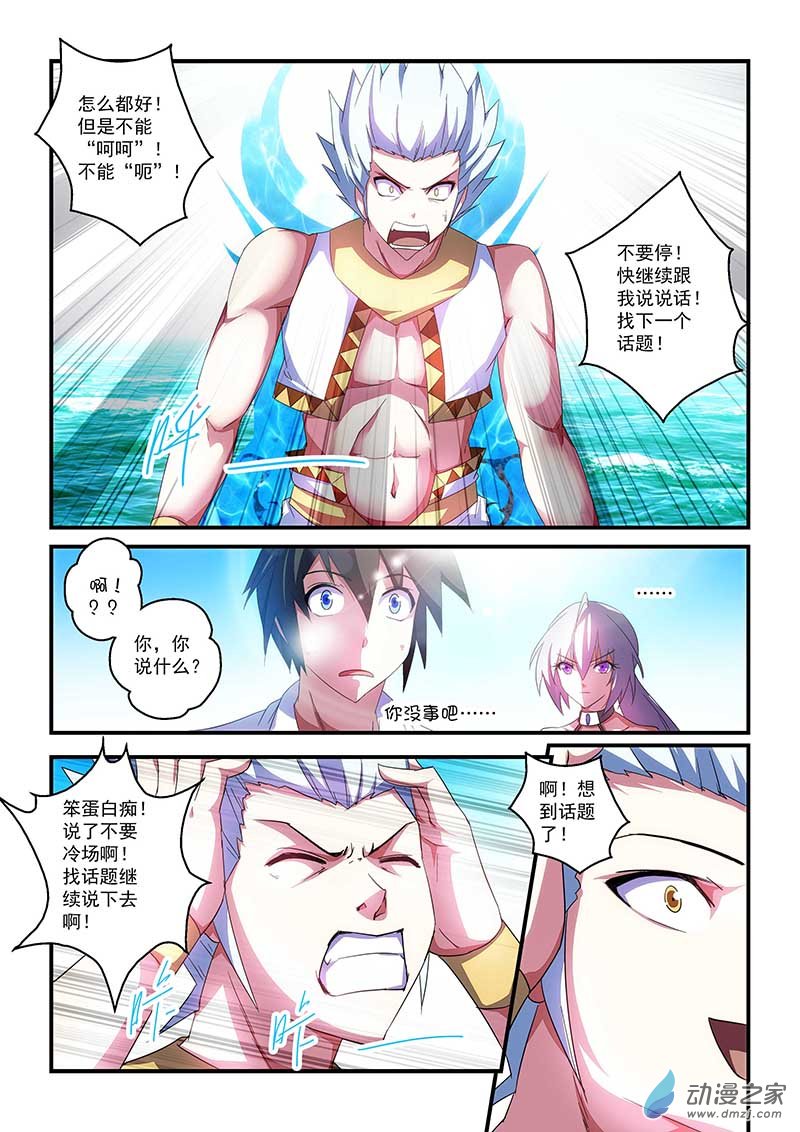 怎么都好！
但是不能
“呵呵”！
不能“呃”！
不要停！
快继续跟
我说说话！
找下一个
话题！
咔
啊！
？？
你，你
说什么？
你没事吧……
……
笨蛋白痴！
说了不要
冷场啊！
找话题继
续说下去
啊！
咔
咔
啊！想
到话题
了！
动漫之家
www.dmzj.com